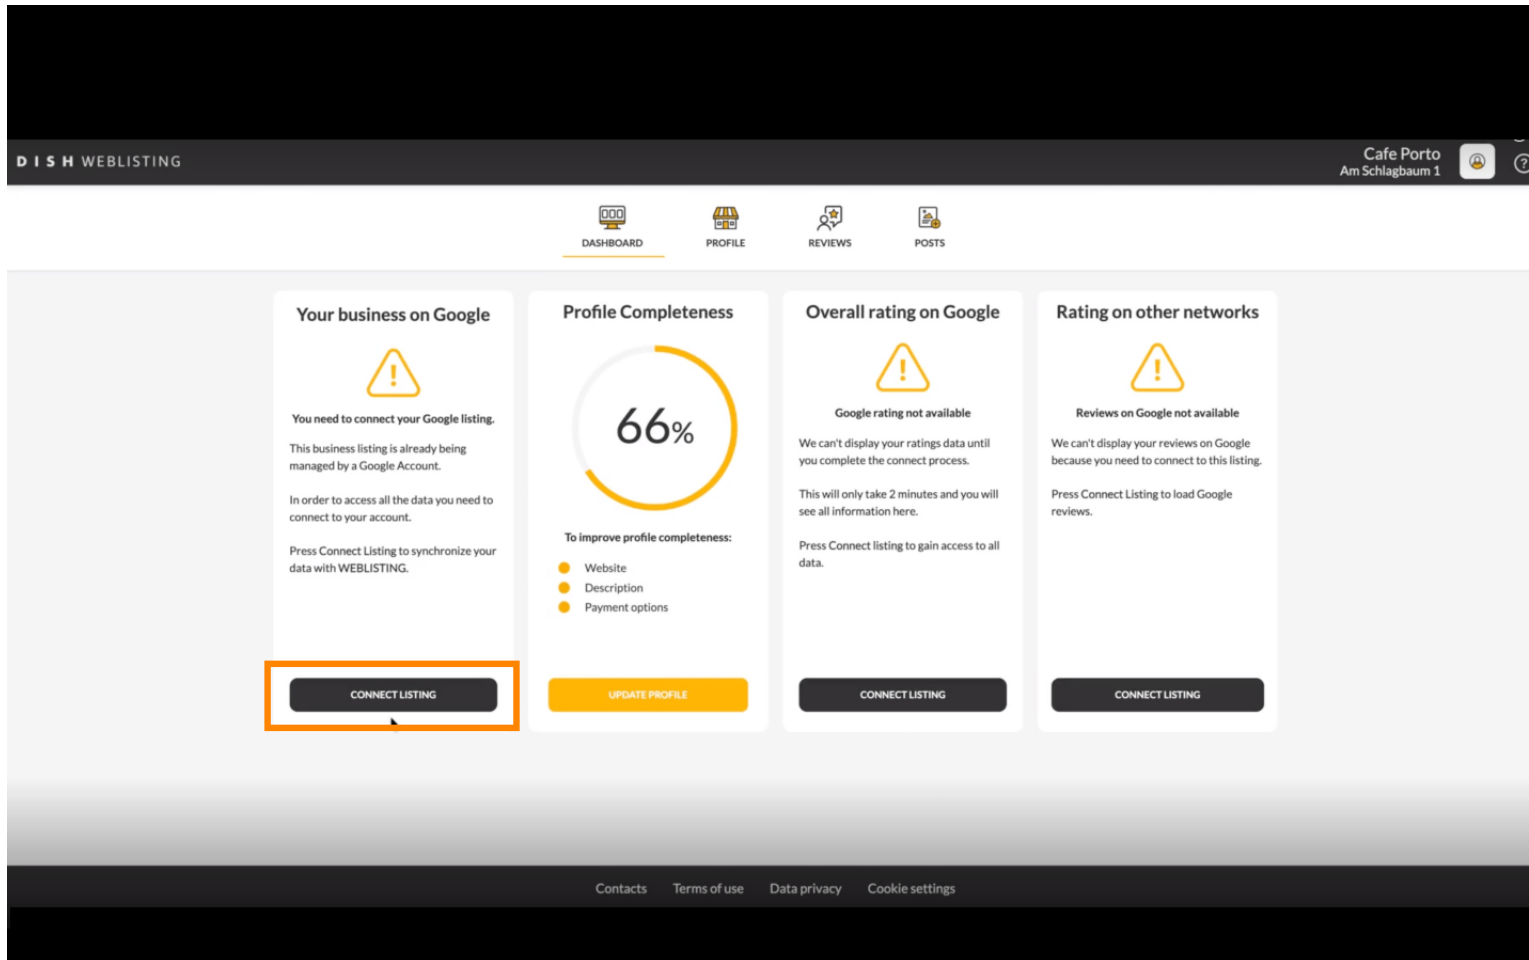 DISH WEBLISTING
Cafe Porto
Am Schlagbaum 1
?
DASHBOARD
PROFILE
REVIEWS
POSTS
Your business on Google
!
You need to connect your Google listing.
This business listing is already being
managed by a Google Account.
In order to access all the data you need to
connect to your account.
Press Connect Listing to synchronize your
data with WEBLISTING.
CONNECT LISTING
Profile Completeness
66%
To improve profile completeness:
Website
Description
Payment options
UPDATE PROFILE
Overall rating on Google
!
Google rating not available
We can't display your ratings data until
you complete the connect process.
This will only take 2 minutes and you will
see all information here.
Press Connect listing to gain access to all
data.
CONNECT LISTING
Rating on other networks
!
Reviews on Google not available
We can't display your reviews on Google
because you need to connect to this listing.
Press Connect Listing to load Google
reviews.
CONNECT LISTING
Contacts
Terms of use
Data privacy
Cookie settings